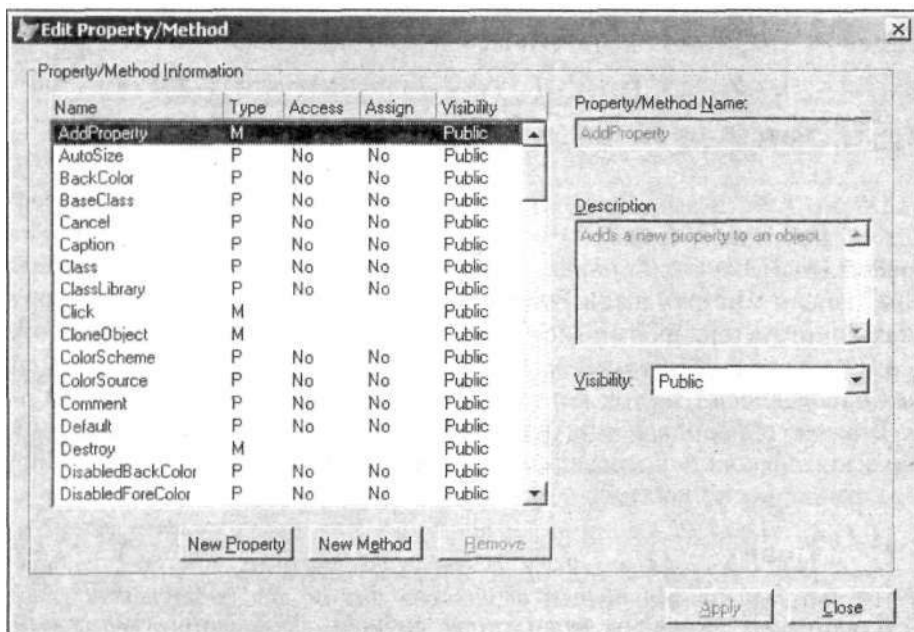 Edit Property/Method
Property/Method Information
Name Type Access Assign Visibility
AddProperty M Public
AutoSize P No No Public
BackColor P No No Public
BaseClass P No No Public
Cancel P No No Public
Caption P No No Public
Class P No No Public
ClassLibrary P No No Public
Click M Public
CloneObject M Public
ColorScheme P No No Public
ColorSource P No No Public
Comment P No No Public
Default P No No Public
Destroy M Public
DisabledBackColor P No No Public
DisabledForeColor P No No Public
New Property New Method Remove
Property/Method Name:
AddProperty
Description
Adds a new property to an object.
Visibility: Public
Apply Close